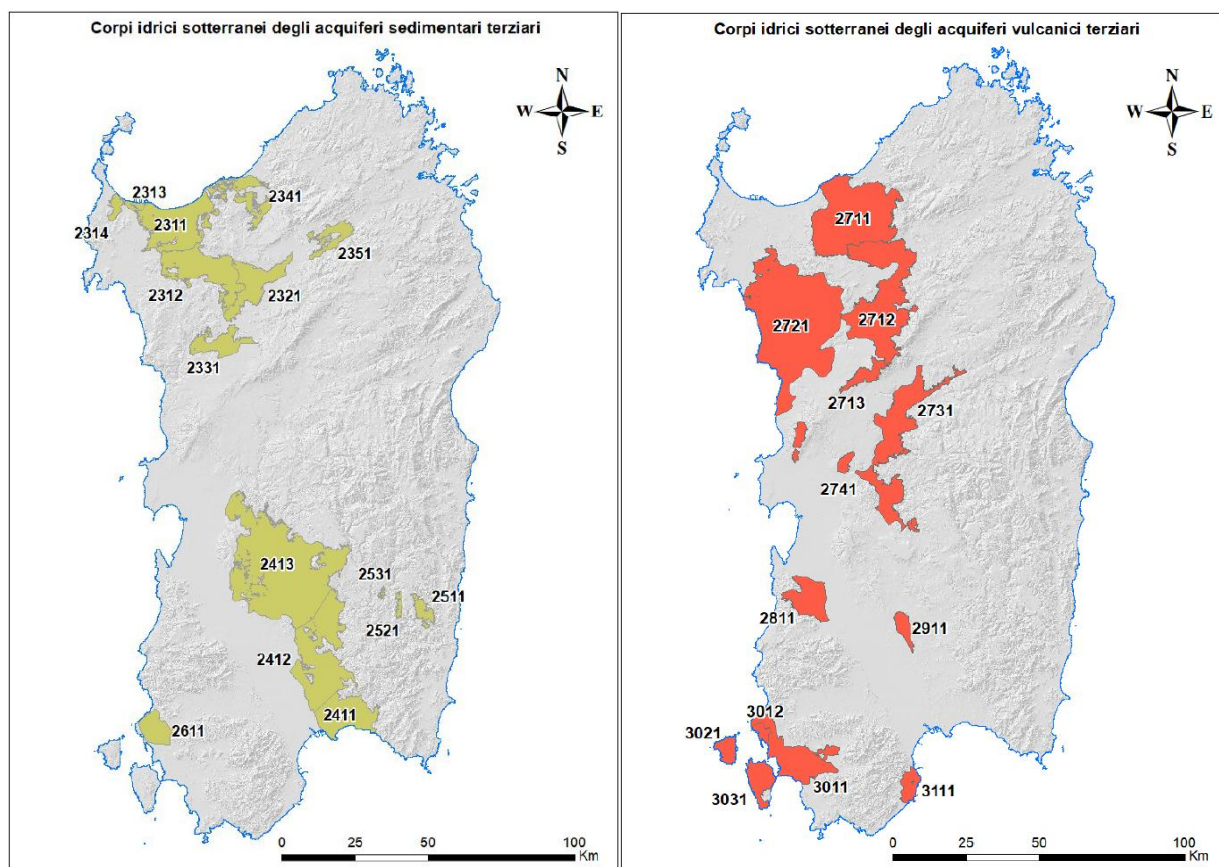 Corpi idrici sotterranei degli acquiferi sedimentari terziari
N
W E
S
2313
2341
2311
2314
2351
2312
2321
2331
2413
2531
2511
2521
2412
2411
2611
0 25 50 100
Km
Corpi idrici sotterranei degli acquiferi vulcanici terziari
N
W E
S
2711
2721
2712
2713
2731
2741
2811
2911
3012
3021
3011
3111
3031
0 25 50 100
Km